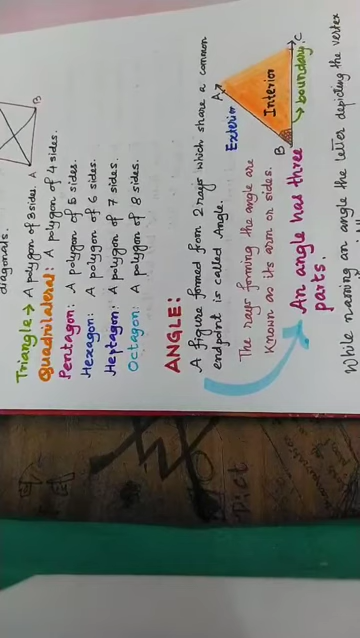 diagonals.
A B
Triangle → A polygon of 3 sides.
Quadrilateral: A polygon of 4 sides.
Pentagon: A polygon of 5 sides.
Hexagon: A polygon of 6 sides.
Heptagon: A polygon of 7 sides.
Octagon: A polygon of 8 sides.
ANGLE:
A figure formed from 2 rays which share a common
endpoint is called Angle.
The rays forming the angle are
Known as its arm or sides.
An angle has three
parts.
Exterior
A
Interior
B
C
→ boundary.
While naming an angle the letter depicting the vertex
Dict